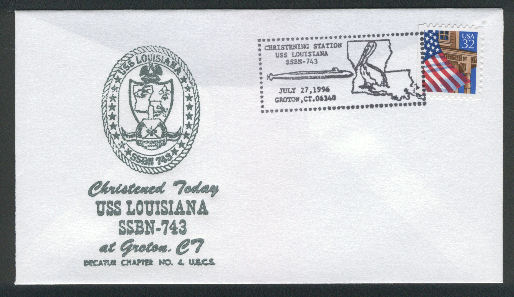 USS LOUISIANA
SSBN 743
CHRISTENING STATION
USS LOUISIANA
SSBN-743
JULY 27, 1996
GROTON, CT. 06340
USA
32
Christened Today
USS LOUISIANA
SSBN-743
at Groton, CT
DECATUR CHAPTER NO. 4, U.S.C.S.